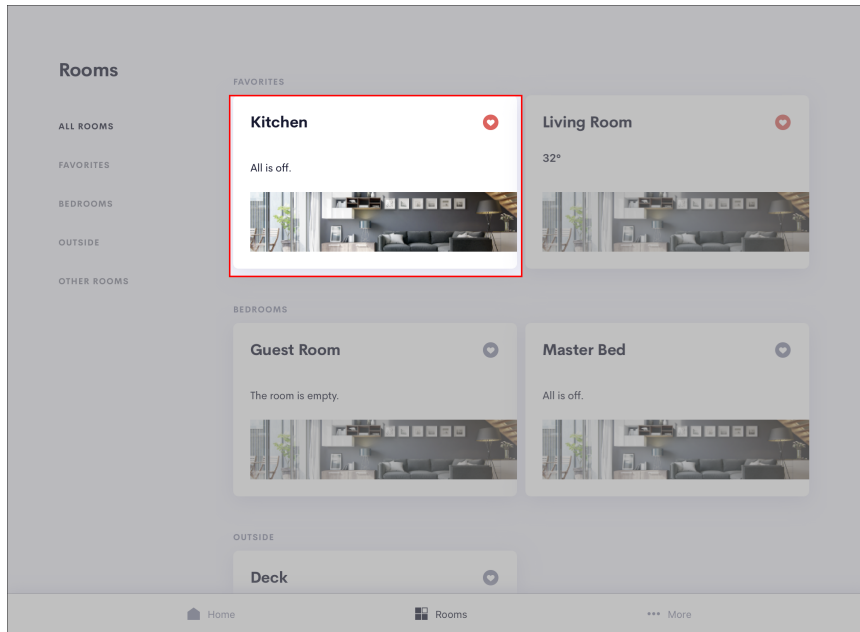 Rooms
ALL ROOMS
FAVORITES
BEDROOMS
OUTSIDE
OTHER ROOMS
FAVORITES
Kitchen
All is off.
Living Room
32°
BEDROOMS
Guest Room
The room is empty.
Master Bed
All is off.
OUTSIDE
Deck
Home
Rooms
More